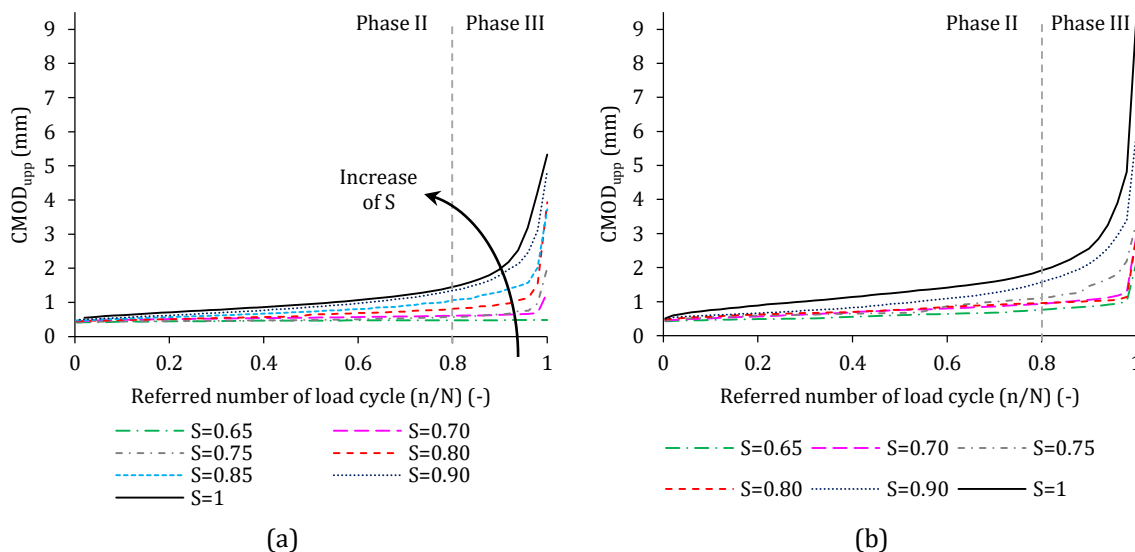 Phase II
Phase III
9
8
7
6
5
4
3
2
1
0
CMODupp (mm)
Increase
of S
0
0.2
0.4
0.6
0.8
1
Referred number of load cycle (n/N) (-)
S=0.65
S=0.70
S=0.75
S=0.80
S=0.85
S=0.90
S=1
(a)
Phase II
Phase III
9
8
7
6
5
4
3
2
1
0
CMODupp (mm)
0
0.2
0.4
0.6
0.8
1
Referred number of load cycle (n/N) (-)
S=0.65
S=0.70
S=0.75
S=0.80
S=0.90
S=1
(b)